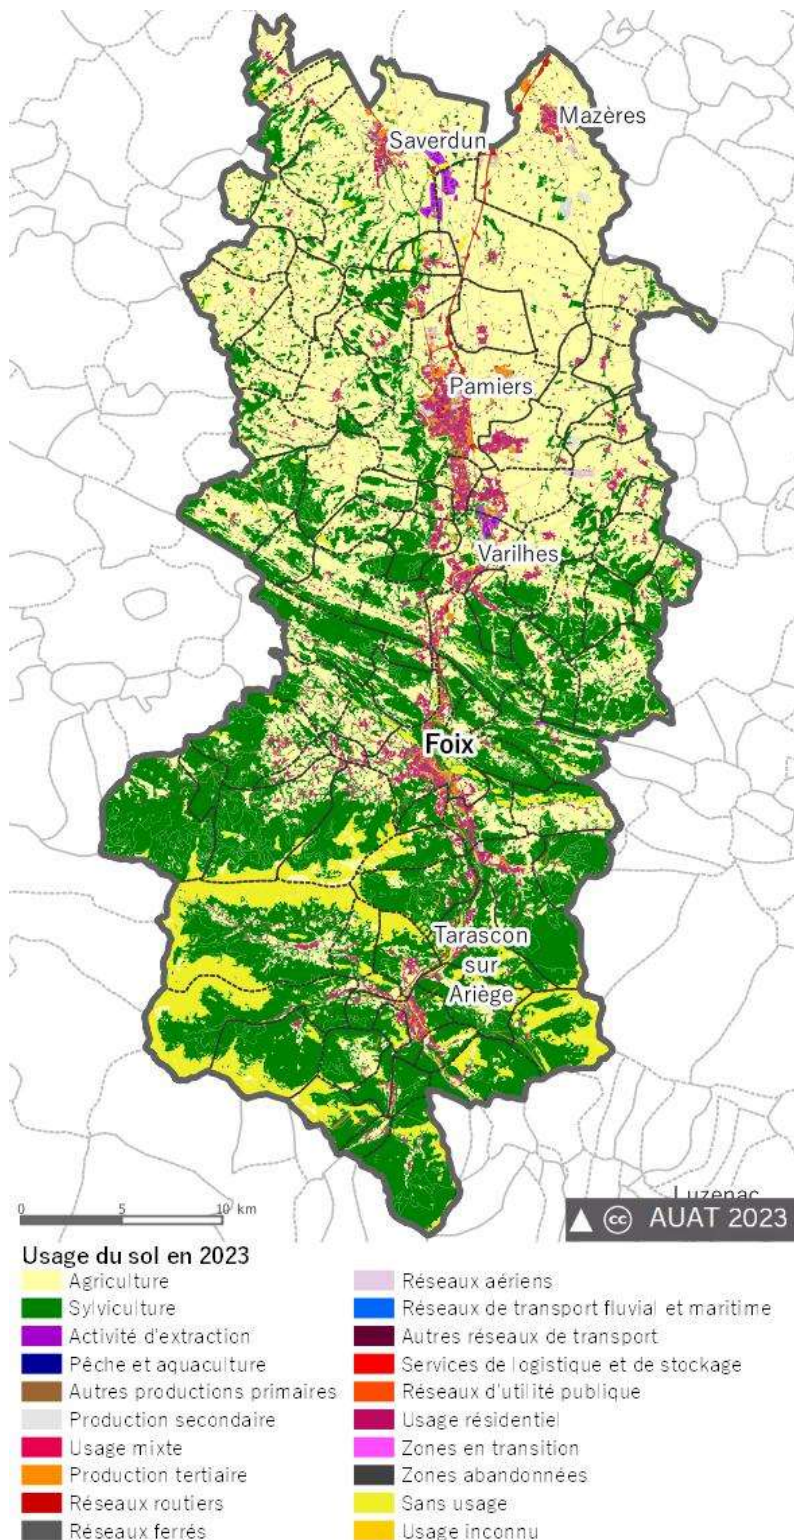 Saverdun
Mazères
Pamiers
Varilhes
Foix
Tarascon
sur
Ariège
Luzenac
0 5 10 km
cc AUAT 2023
Usage du sol en 2023
Agriculture
Sylviculture
Activité d'extraction
Pêche et aquaculture
Autres productions primaires
Production secondaire
Usage mixte
Production tertiaire
Réseaux routiers
Réseaux ferrés
Réseaux aériens
Réseaux de transport fluvial et maritime
Autres réseaux de transport
Services de logistique et de stockage
Réseaux d'utilité publique
Usage résidentiel
Zones en transition
Zones abandonnées
Sans usage
Usage inconnu